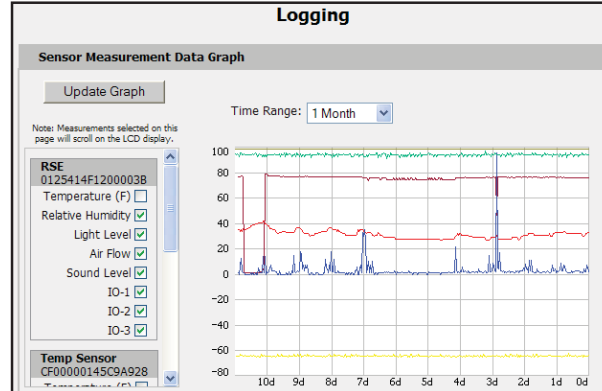 Logging
Sensor Measurement Data Graph
Update Graph
Time Range: 1 Month
Note: Measurements selected on this
page will scroll on the LCD display.
RSE
0125414F1200003B
Temperature (F)
Relative Humidity
Light Level
Air Flow
Sound Level
IO-1
IO-2
IO-3
Temp Sensor
CF00000145C9A928
Temperature (F)
100
80
60
40
20
0
-20
-40
-60
-80
10d 9d 8d 7d 6d 5d 4d 3d 2d 1d 0d